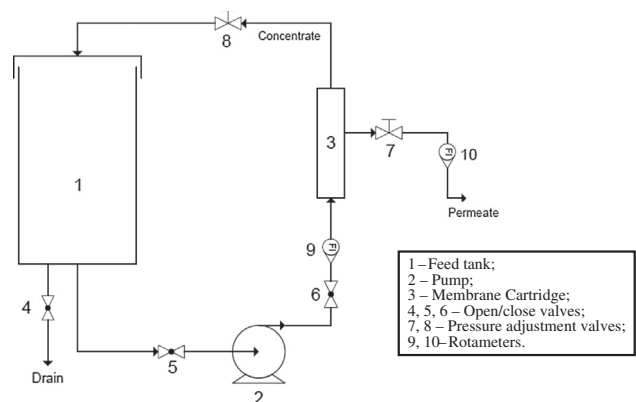 Concentrate
8
1
3
7
FI
10
Permeate
9
FI
6
4
5
Drain
2
1–Feed tank;
2 – Pump;
3 – Membrane Cartridge;
4, 5, 6 – Open/close valves;
7, 8 – Pressure adjustment valves;
9, 10–Rotameters.